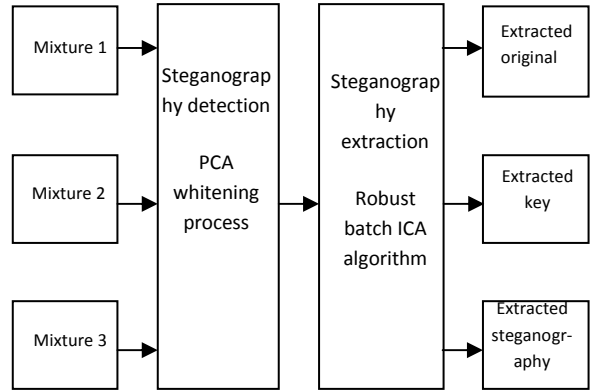 Mixture 1
Mixture 2
Mixture 3
Steganograp
hy detection
PCA
whitening
process
Steganograp
hy
extraction
Robust
batch ICA
algorithm
Extracted
original
Extracted
key
Extracted
steganogr-
aphy